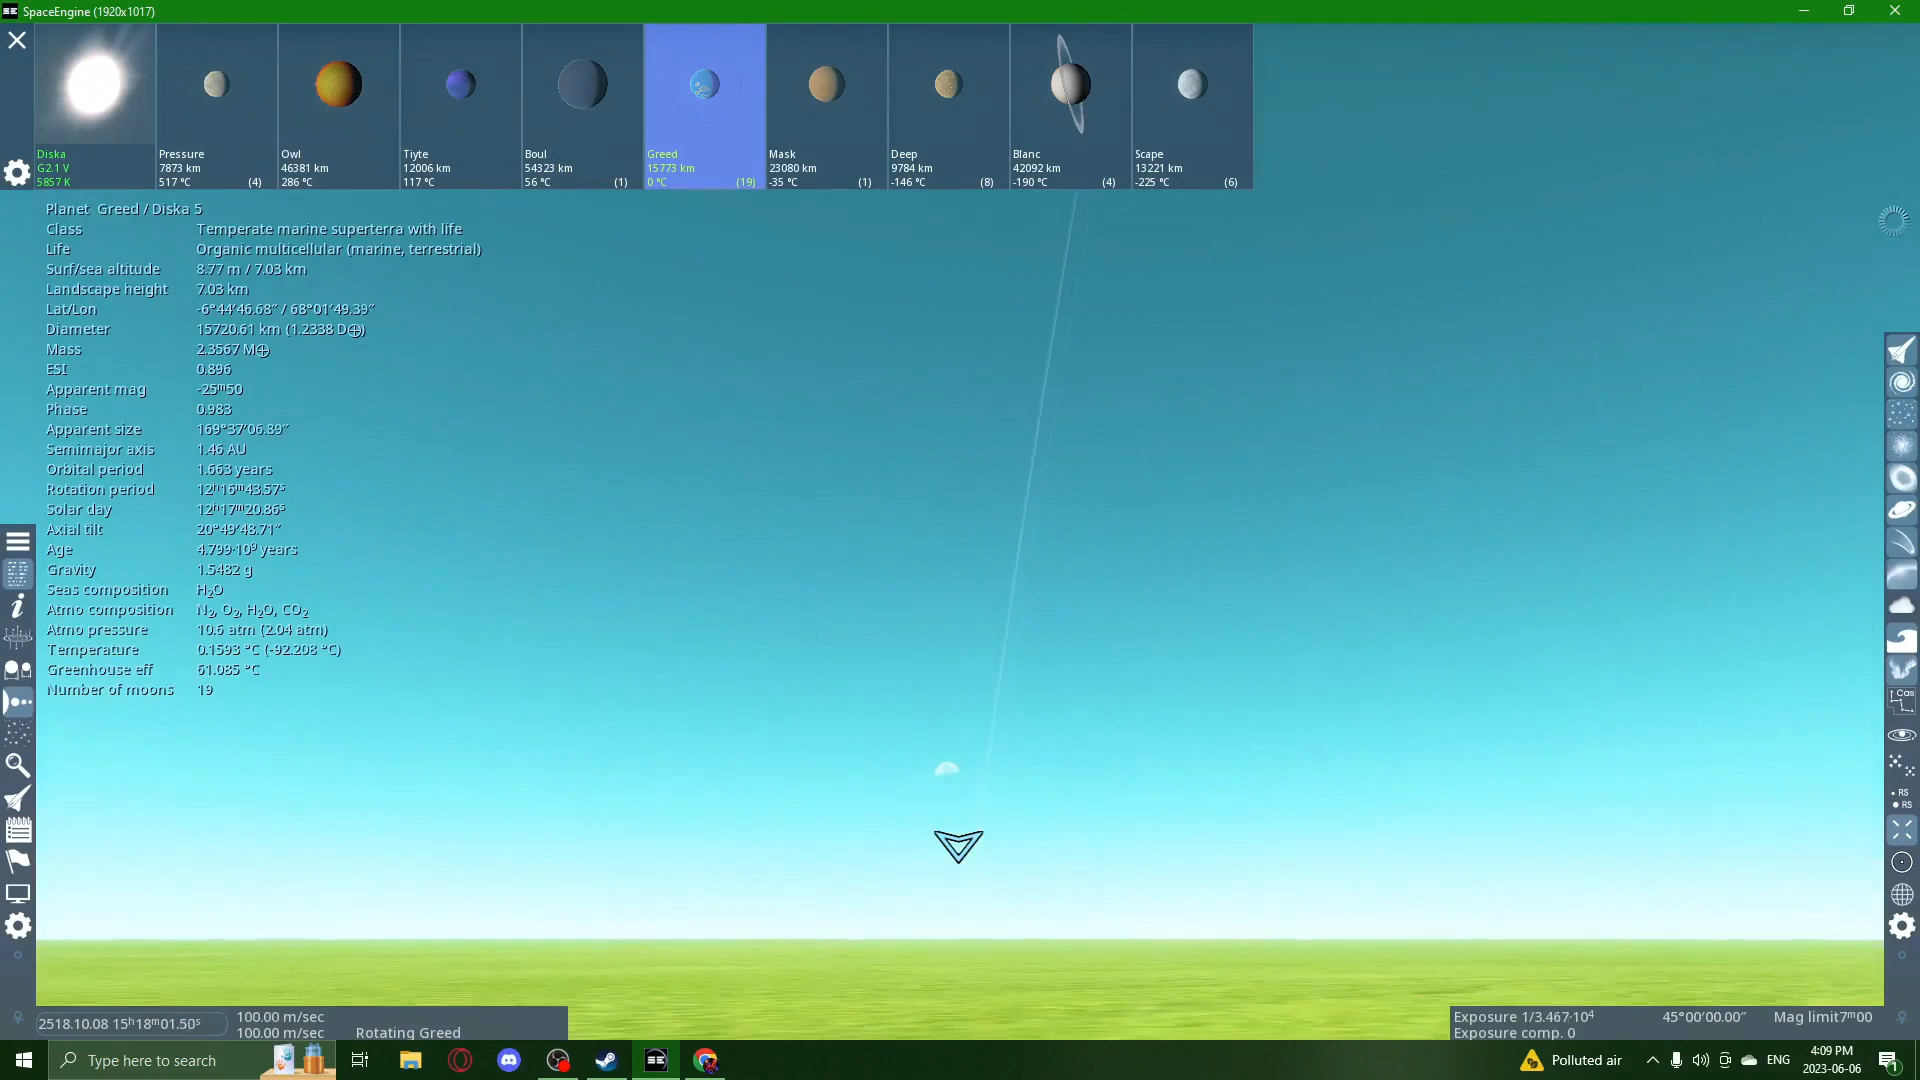 SpaceEngine (1920x1017)
Diska
G2.1 V
5857 K
Pressure
7873 km
517 °C (4)
Owl
46381 km
286 °C
Tiyte
12006 km
117 °C
Boul
54323 km
56 °C (1)
Greed
15773 km
0 °C (19)
Mask
23080 km
-35 °C (1)
Deep
9784 km
-146 °C (8)
Blanc
42092 km
-190 °C (4)
Scape
13221 km
-225 °C (6)
Planet Greed / Diska 5
Class Temperate marine superterra with life
Life Organic multicellular (marine, terrestrial)
Surf/sea altitude 8.77 m / 7.03 km
Landscape height 7.03 km
Lat/Lon -6°44′46.68″ / 68°01′49.39″
Diameter 15720.61 km (1.2338 D⊕)
Mass 2.3567 M⊕
ESI 0.896
Apparent mag -25ᵐ50
Phase 0.983
Apparent size 169°37′06.89″
Semimajor axis 1.46 AU
Orbital period 1.663 years
Rotation period 12ʰ16ᵐ43.57ˢ
Solar day 12ʰ17ᵐ20.86ˢ
Axial tilt 20°49′48.71″
Age 4.799·10⁹ years
Gravity 1.5482 g
Seas composition H₂O
Atmo composition N₂, O₂, H₂O, CO₂
Atmo pressure 10.6 atm (2.04 atm)
Temperature 0.1593 °C (-92.208 °C)
Greenhouse eff 61.085 °C
Number of moons 19
Cas
RS
RS
2518.10.08 15ʰ18ᵐ01.50ˢ
100.00 m/sec
100.00 m/sec Rotating Greed
Exposure 1/3.467·10⁴ 45°00′00.00″ Mag limit7ᵐ00
Exposure comp. 0
Type here to search
SE
Polluted air
ENG
4:09 PM
2023-06-06
1